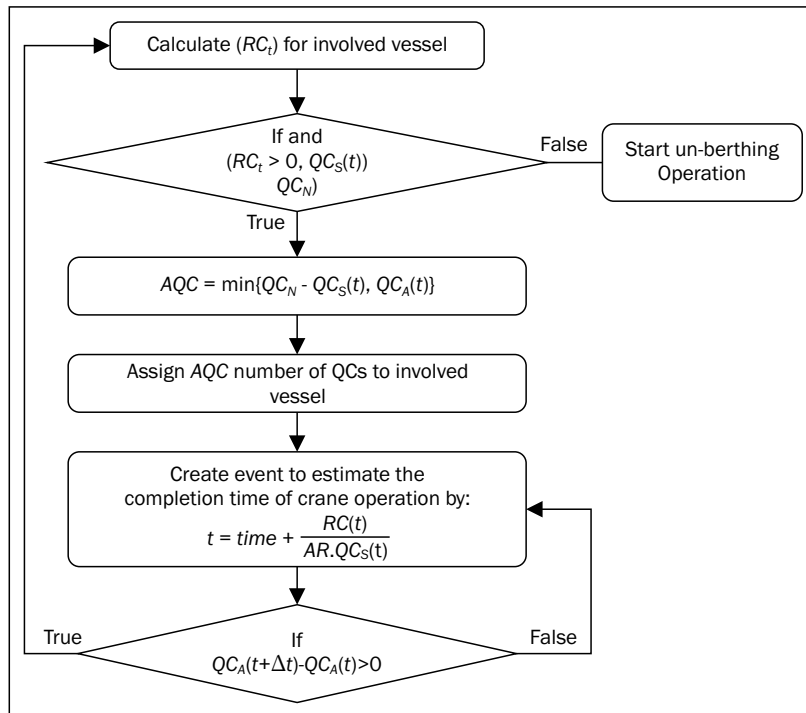 Calculate (RCt) for involved vessel
If and
(RCt > 0, QCS(t))
QCN)
False
Start un-berthing
Operation
True
AQC = min{QCN - QCS(t), QCA(t)}
Assign AQC number of QCs to involved
vessel
Create event to estimate the
completion time of crane operation by:
t = time + RC(t) / AR.QCS(t)
True
If
QCA(t+Δt)-QCA(t)>0
False